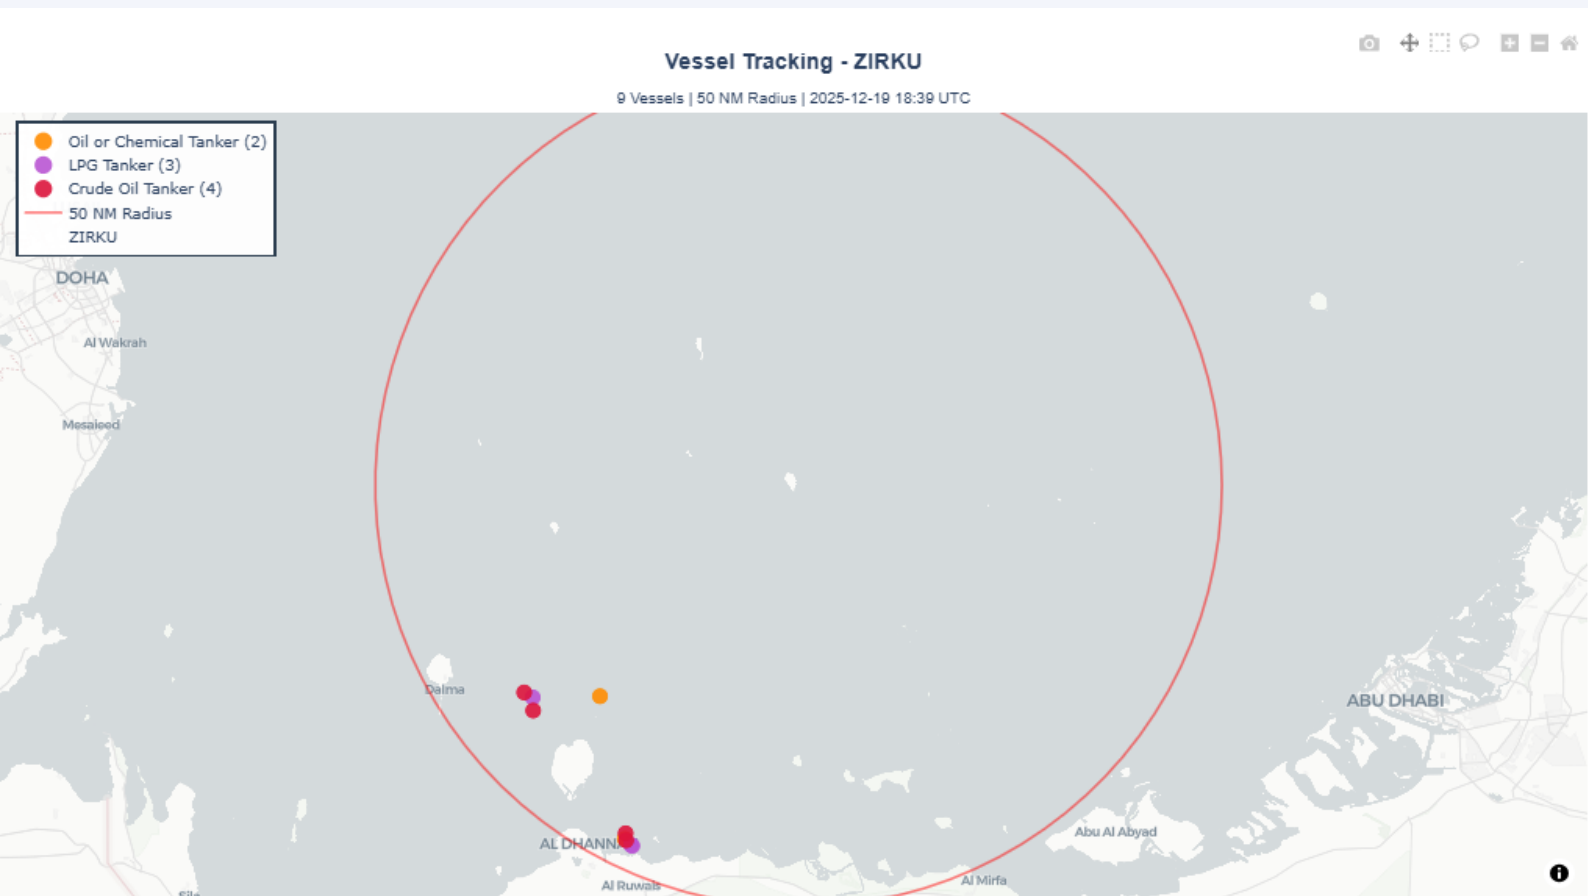 Vessel Tracking - ZIRKU
9 Vessels | 50 NM Radius | 2025-12-19 18:39 UTC
Oil or Chemical Tanker (2)
LPG Tanker (3)
Crude Oil Tanker (4)
50 NM Radius
ZIRKU
DOHA
Al Wakrah
Mesaieed
Dalma
ABU DHABI
Abu Al Abyad
AL DHANNA
Al Mirfa
Al Ruwais